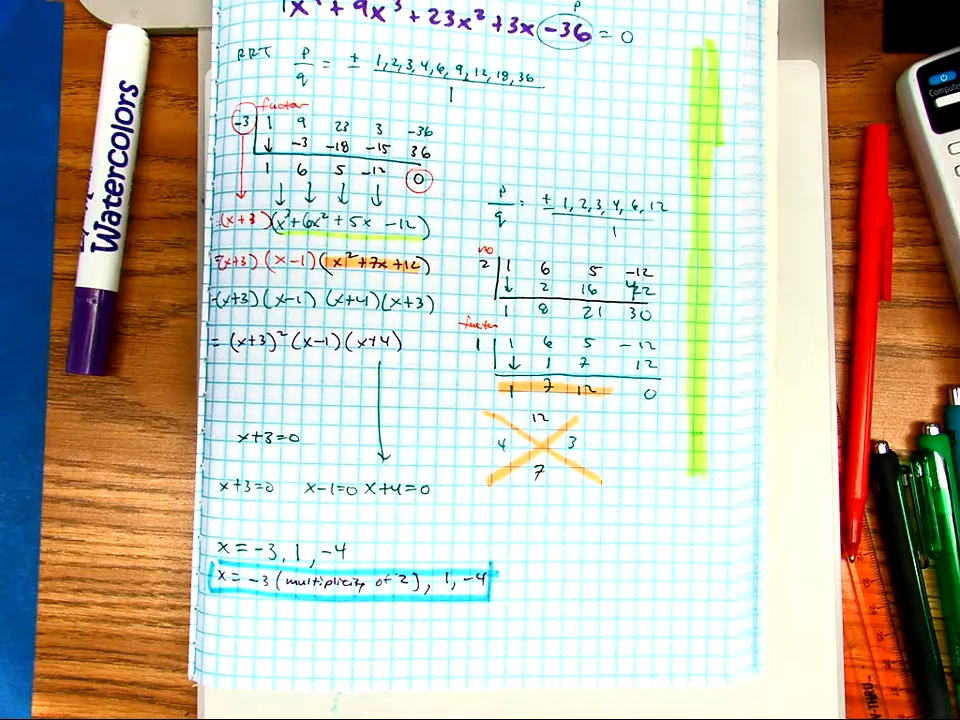 1x⁴ + 9x³ + 23x² + 3x - 36 = 0
P
RRT P/q = ± 1, 2, 3, 4, 6, 9, 12, 18, 36 / 1
factor
-3 | 1 9 23 3 -36
↓ -3 -18 -15 36
1 6 5 -12 0
=(x+3)(x³+6x²+5x-12)
=(x+3)(x-1)(1x²+7x+12)
=(x+3)(x-1)(x+4)(x+3)
=(x+3)²(x-1)(x+4)
x+3=0
x+3=0 x-1=0 x+4=0
x = -3, 1, -4
x = -3 (multiplicity of 2), 1, -4
P/q = ± 1, 2, 3, 4, 6, 12 / 1
no
2 | 1 6 5 -12
↓ 2 16 42
1 8 21 30
factor
1 | 1 6 5 -12
↓ 1 7 12
1 7 12 0
12
4 3
7
Watercolors
Compute